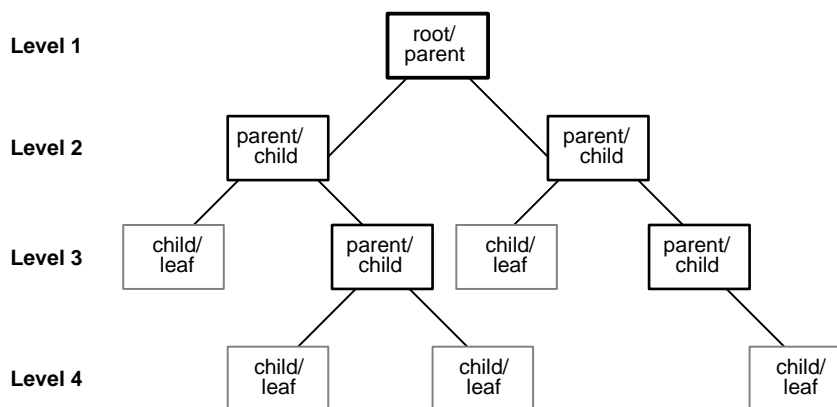 Level 1
root/
parent
Level 2
parent/
child
parent/
child
Level 3
child/
leaf
parent/
child
child/
leaf
parent/
child
Level 4
child/
leaf
child/
leaf
child/
leaf